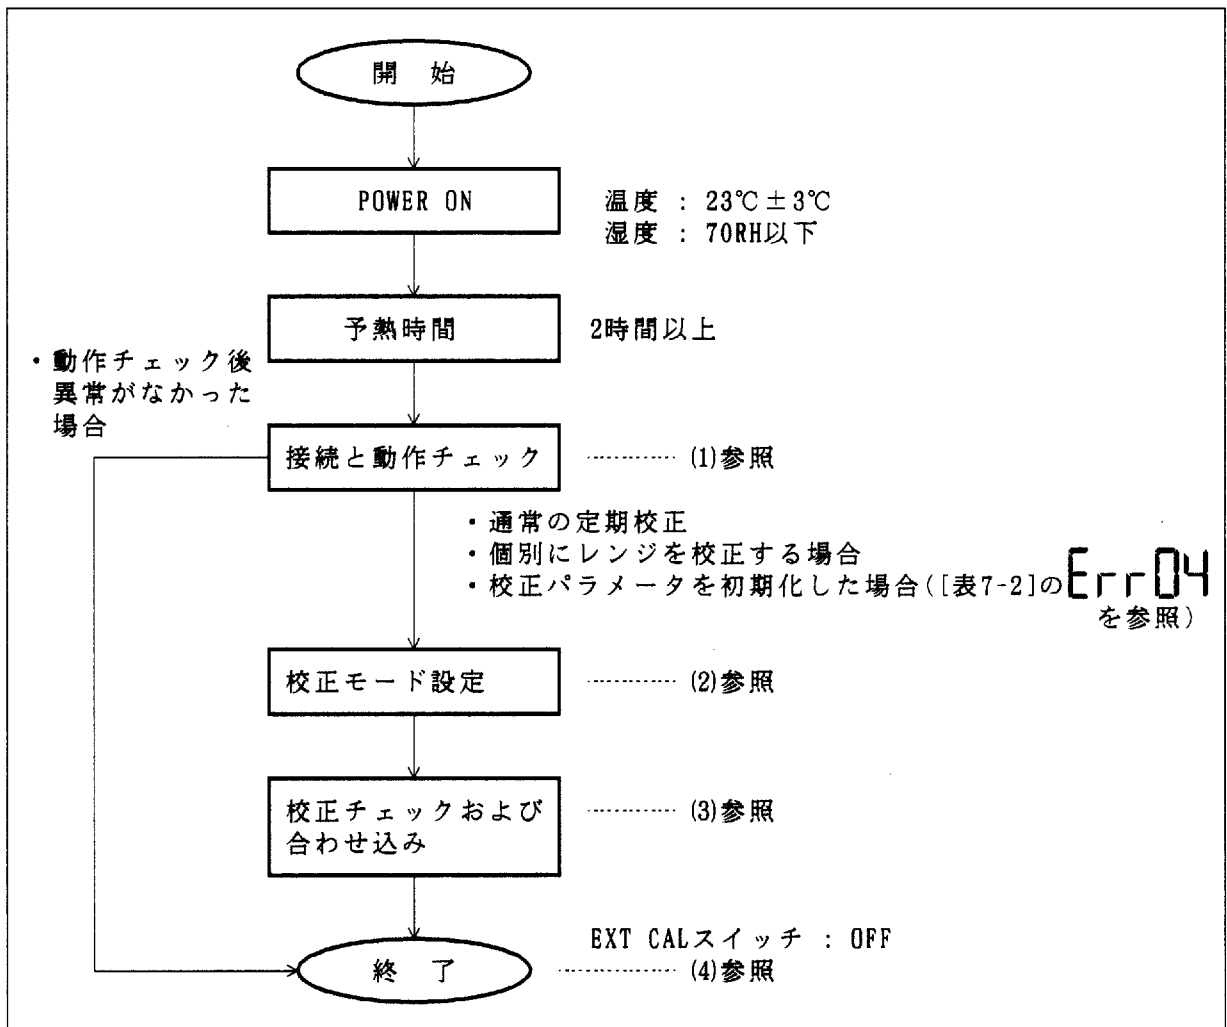 開 始
POWER ON
温度 : 23℃±3℃
湿度 : 70RH以下
予熱時間
2時間以上
・動作チェック後
異常がなかった
場合
接続と動作チェック
………… (1)参照
・通常の定期校正
・個別にレンジを校正する場合
・校正パラメータを初期化した場合([表7-2]のErr04
を参照)
校正モード設定
………… (2)参照
校正チェックおよび
合わせ込み
………… (3)参照
EXT CALスイッチ : OFF
終 了
………… (4)参照